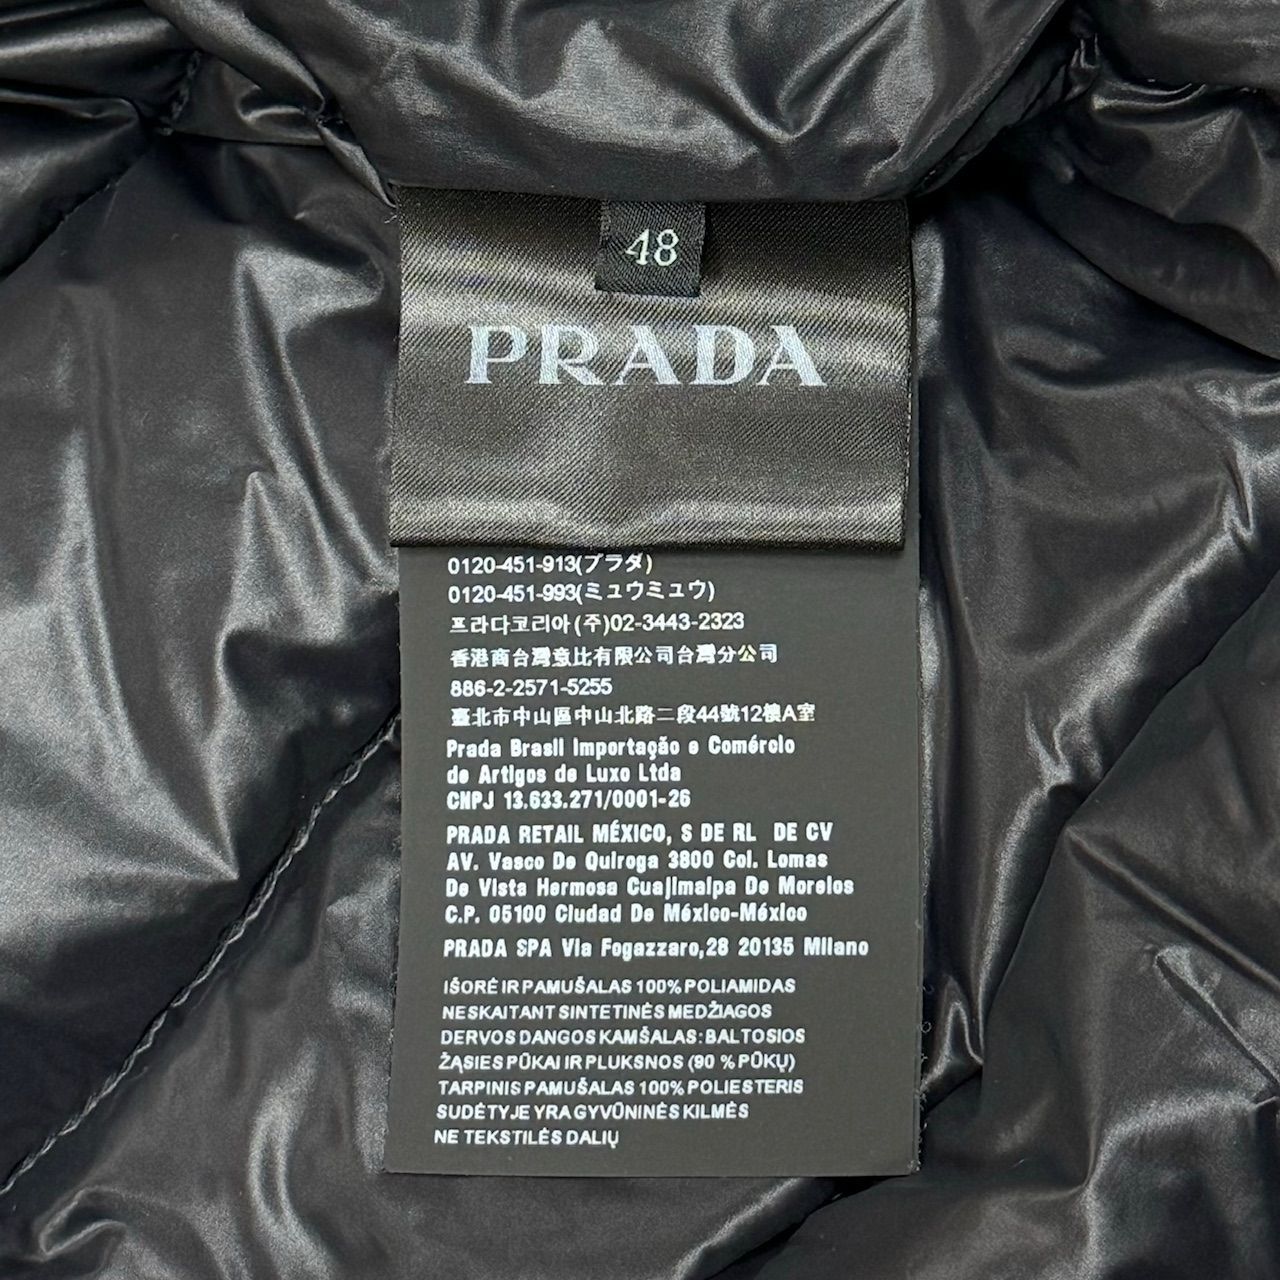 48
PRADA
0120-451-913(プラダ)
0120-451-993(ミュウミュウ)
프라다코리아(주)02-3443-2323
香港商台灣意比有限公司台灣分公司
886-2-2571-5255
臺北市中山區中山北路二段44號12樓A室
Prada Brasil Importação e Comércio
de Artigos de Luxo Ltda
CNPJ 13.633.271/0001-26
PRADA RETAIL MÉXICO, S DE RL DE CV
AV. Vasco De Quiroga 3800 Col. Lomas
De Vista Hermosa Cuajimalpa De Morelos
C.P. 05100 Ciudad De México-México
PRADA SPA Via Fogazzaro,28 20135 Milano
IŠORĖ IR PAMUŠALAS 100% POLIAMIDAS
NESKAITANT SINTETINĖS MEDŽIAGOS
DERVOS DANGOS KAMŠALAS: BALTOSIOS
ŽĄSIES PŪKAI IR PLUKSNOS (90 % PŪKŲ)
TARPINIS PAMUŠALAS 100% POLIESTERIS
SUDĖTYJE YRA GYVŪNINĖS KILMĖS
NE TEKSTILĖS DALIŲ